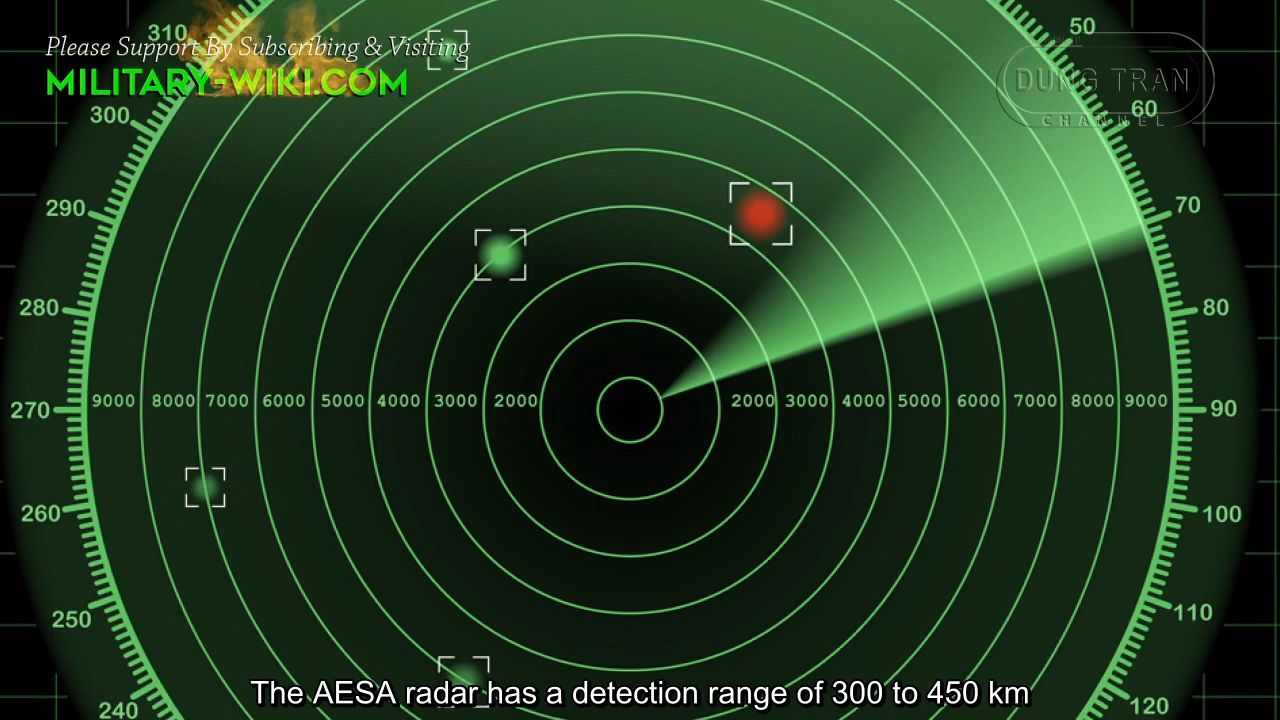 Please Support By Subscribing & Visiting
MILITARY-WIKI.COM
DUNG TRAN
CHANNEL
310
50
300
60
290
70
280
80
270 9000 8000 7000 6000 5000 4000 3000 2000 2000 3000 4000 5000 6000 7000 8000 9000 90
260
100
250
110
240
120
The AESA radar has a detection range of 300 to 450 km